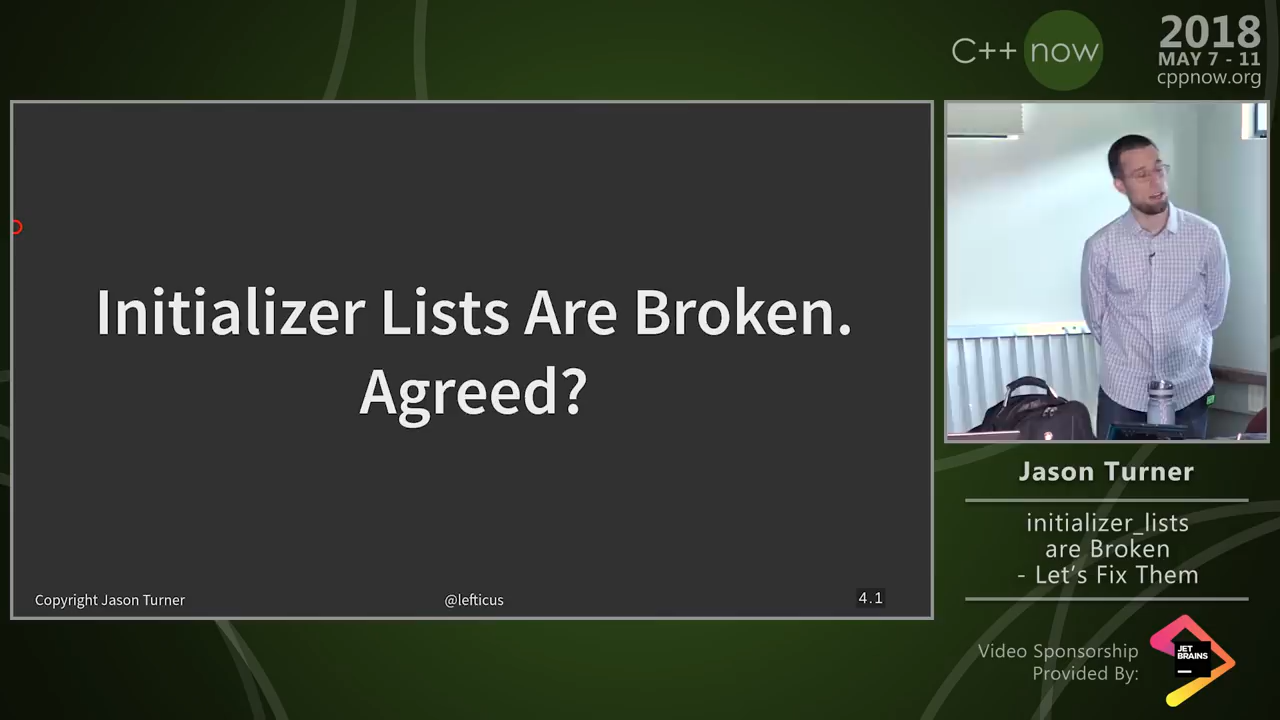 C++ now
2018
MAY 7 - 11
cppnow.org
Initializer Lists Are Broken.
Agreed?
Copyright Jason Turner
@lefticus
4.1
Jason Turner
initializer_lists
are Broken
- Let's Fix Them
Video Sponsorship
Provided By:
JET
BRAINS